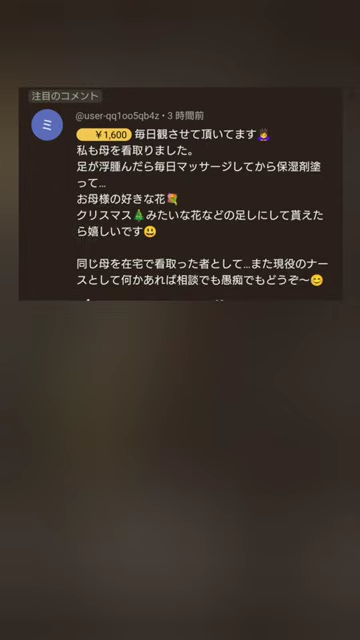 注目のコメント
ミ
@user-qq1oo5qb4z・3 時間前
￥1,600 毎日観させて頂いてます🙇‍♀️
私も母を看取りました。
足が浮腫んだら毎日マッサージしてから保湿剤塗
って...
お母様の好きな花💐
クリスマス🎄みたいな花などの足しにして貰えた
ら嬉しいです😃
同じ母を在宅で看取った者として...また現役のナー
スとして何かあれば相談でも愚痴でもどうぞ〜😊